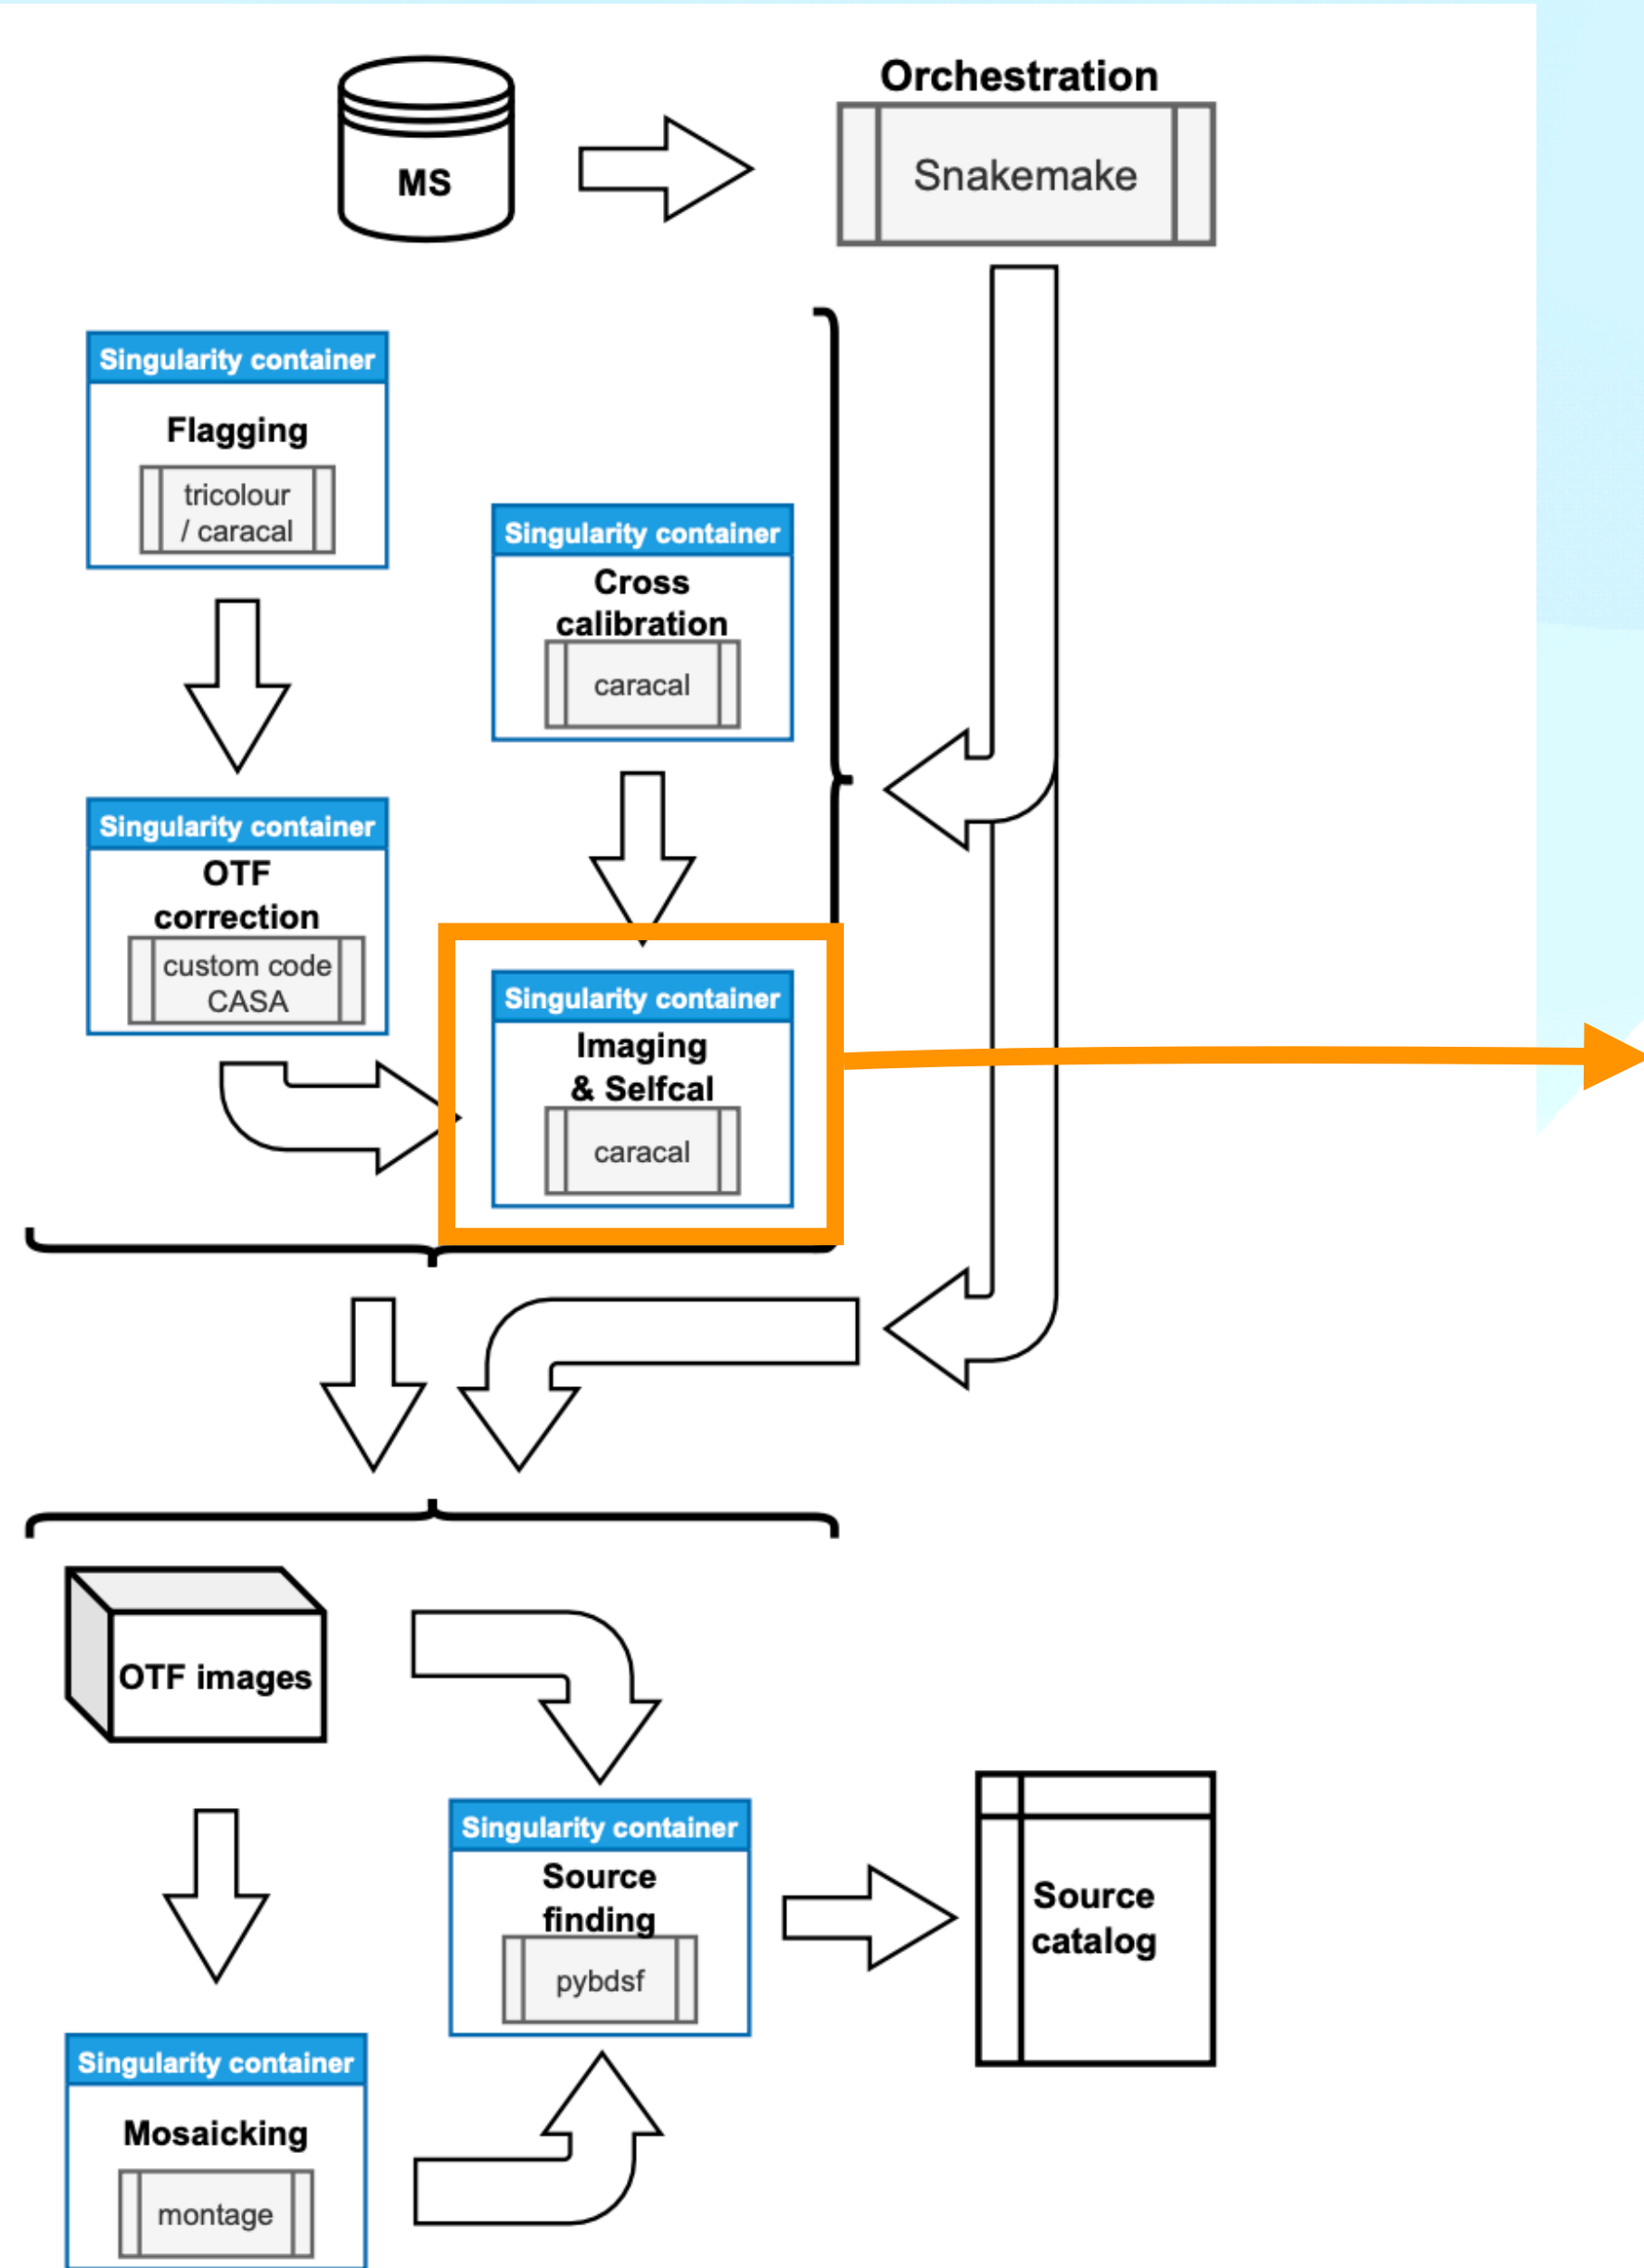 MS
Orchestration
Snakemake
Singularity container
Flagging
tricolour
/ caracal
Singularity container
Cross
calibration
caracal
Singularity container
OTF
correction
custom code
CASA
Singularity container
Imaging
& Selfcal
caracal
OTF images
Singularity container
Source
finding
pybdsf
Source
catalog
Singularity container
Mosaicking
montage